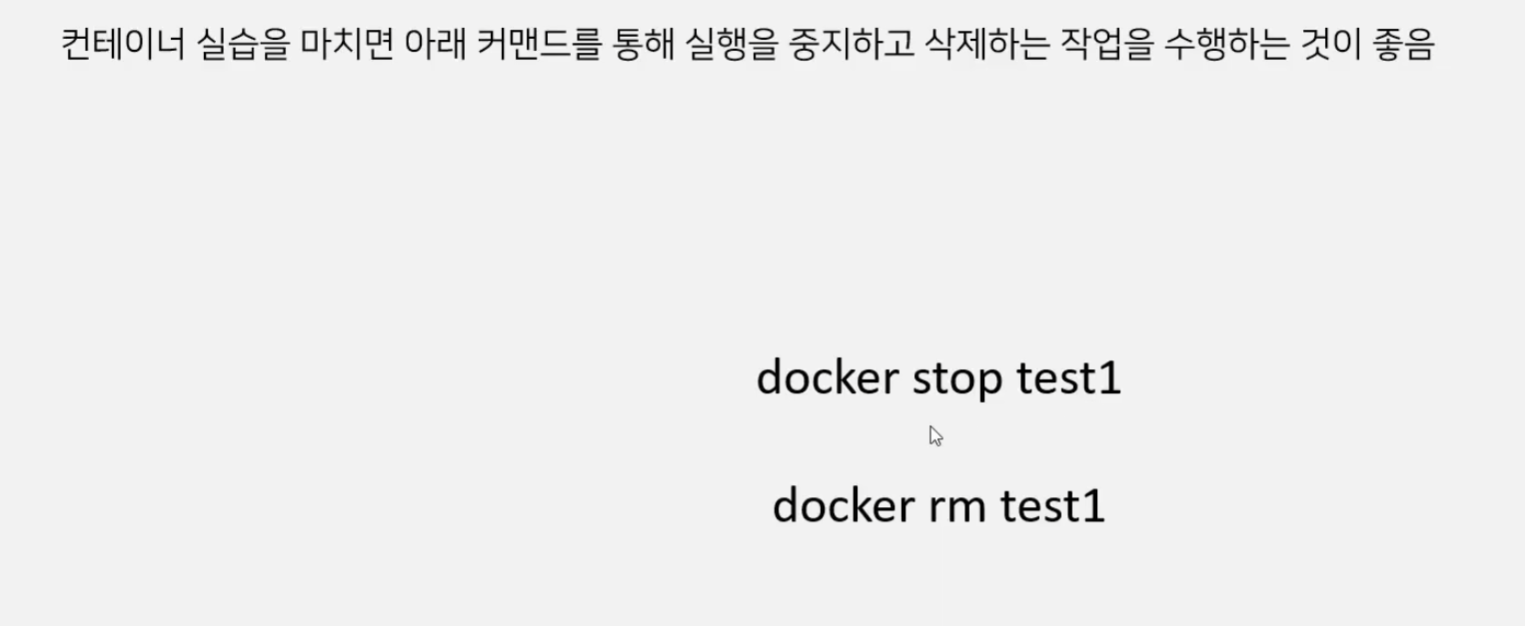 컨테이너 실습을 마치면 아래 커맨드를 통해 실행을 중지하고 삭제하는 작업을 수행하는 것이 좋음
docker stop test1
docker rm test1